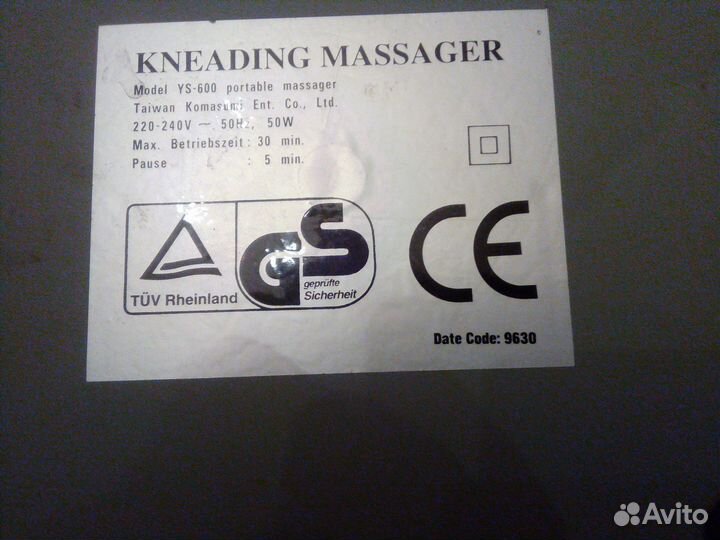 KNEADING MASSAGER
Model YS-600 portable massager
Taiwan Komasumi Ent. Co., Ltd.
220-240V ~ 50Hz, 50W
Max. Betriebszeit : 30 min.
Pause : 5 min.
TÜV Rheinland
GS
geprüfte
Sicherheit
CE
Date Code: 9630
Avito